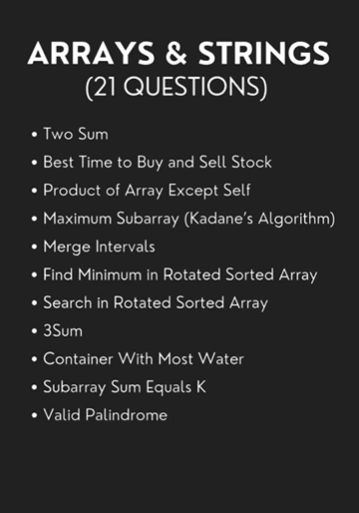 ARRAYS & STRINGS
(21 QUESTIONS)
• Two Sum
• Best Time to Buy and Sell Stock
• Product of Array Except Self
• Maximum Subarray (Kadane's Algorithm)
• Merge Intervals
• Find Minimum in Rotated Sorted Array
• Search in Rotated Sorted Array
• 3Sum
• Container With Most Water
• Subarray Sum Equals K
• Valid Palindrome